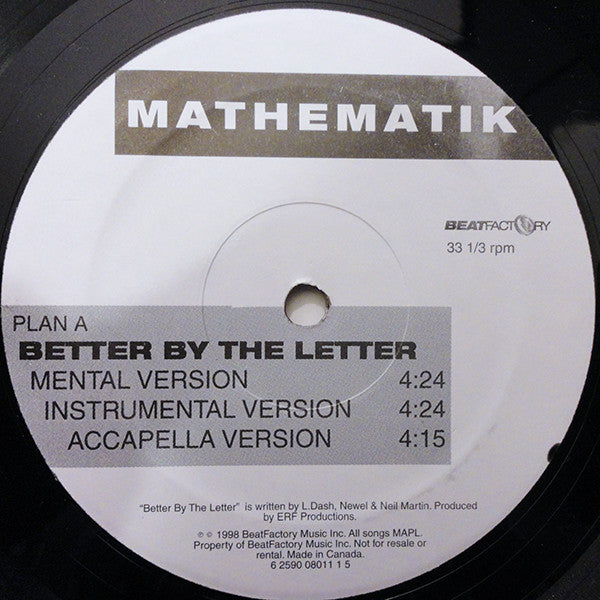 MATHEMATIK
BEATFACTORY
33 1/3 rpm
PLAN A
BETTER BY THE LETTER
MENTAL VERSION 4:24
INSTRUMENTAL VERSION 4:24
ACCAPELLA VERSION 4:15
"Better By The Letter" is written by L.Dash, Newel & Neil Martin. Produced
by ERF Productions.
℗ © 1998 BeatFactory Music Inc. All songs MAPL.
Property of BeatFactory Music Inc. Not for resale or
rental. Made in Canada.
6 2590 08011 1 5